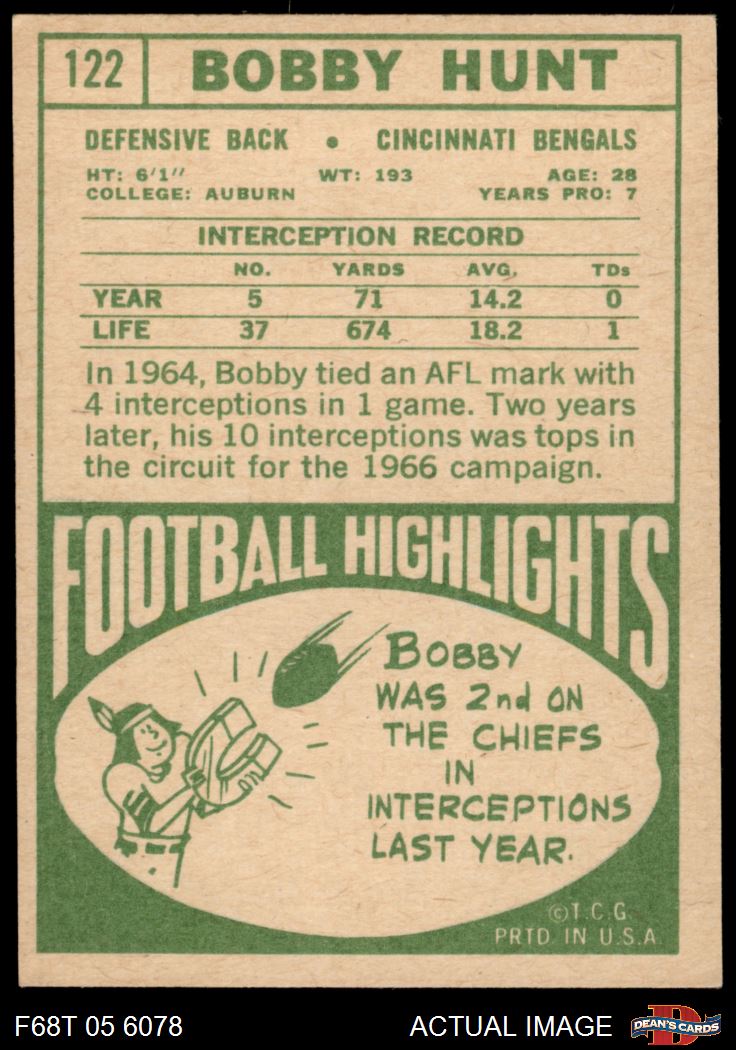 122 BOBBY HUNT
DEFENSIVE BACK • CINCINNATI BENGALS
HT: 6'1" WT: 193 AGE: 28
COLLEGE: AUBURN YEARS PRO: 7
INTERCEPTION RECORD
NO. YARDS AVG. TDs
YEAR 5 71 14.2 0
LIFE 37 674 18.2 1
In 1964, Bobby tied an AFL mark with
4 interceptions in 1 game. Two years
later, his 10 interceptions was tops in
the circuit for the 1966 campaign.
FOOTBALL HIGHLIGHTS
BOBBY
WAS 2nd ON
THE CHIEFS
IN
INTERCEPTIONS
LAST YEAR.
©T.C.G.
PRTD. IN U.S.A.
F68T 05 6078 ACTUAL IMAGE DEAN'S CARDS